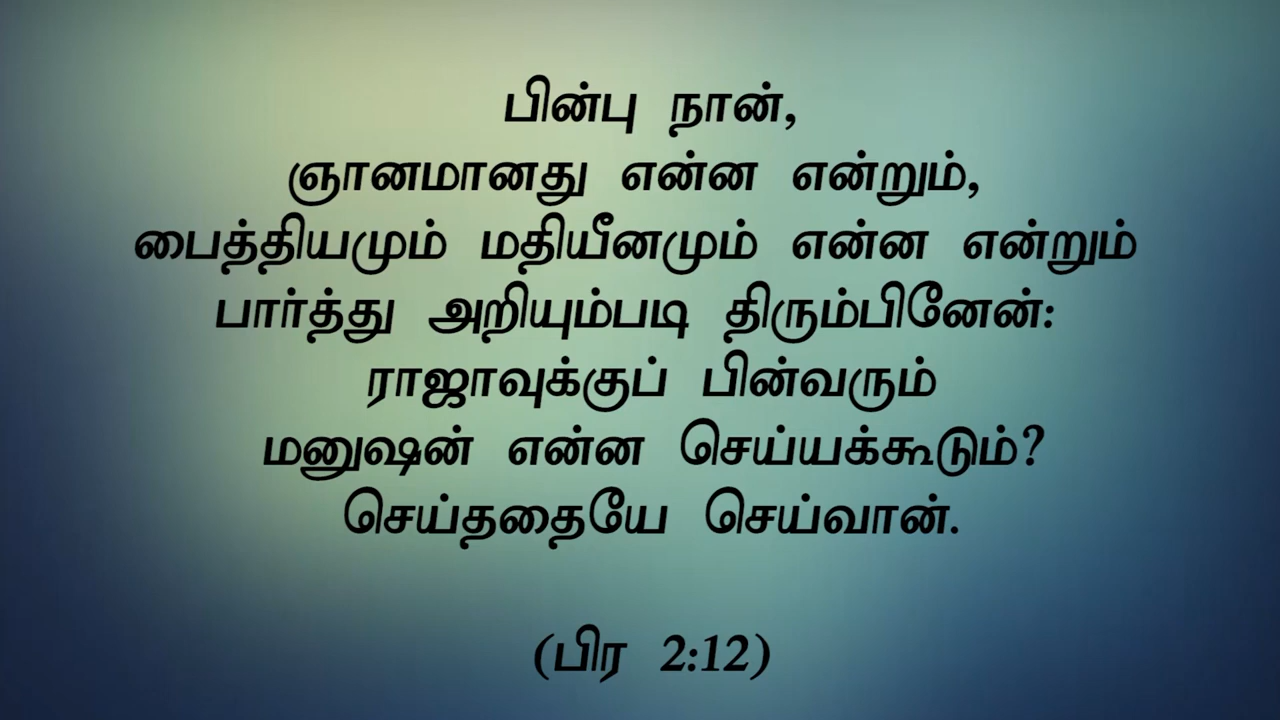 பின்பு நான்,
ஞானமானது என்ன என்றும்,
பைத்தியமும் மதியீனமும் என்ன என்றும்
பார்த்து அறியும்படி திரும்பினேன்:
ராஜாவுக்குப் பின்வரும்
மனுஷன் என்ன செய்யக்கூடும்?
செய்ததையே செய்வான்.
(பிர 2:12)